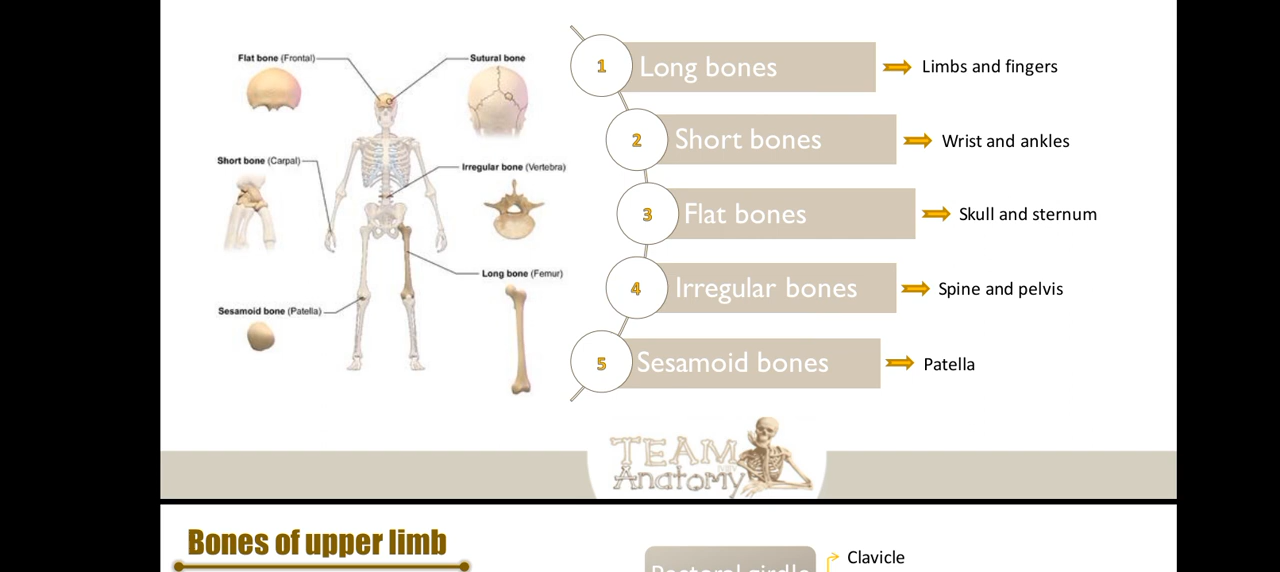 Flat bone (Frontal)
Sutural bone
Short bone (Carpal)
Irregular bone (Vertebra)
Long bone (Femur)
Sesamoid bone (Patella)
1 Long bones Limbs and fingers
2 Short bones Wrist and ankles
3 Flat bones Skull and sternum
4 Irregular bones Spine and pelvis
5 Sesamoid bones Patella
TEAM
Anatomy
Bones of upper limb
Pectoral girdle
Clavicle